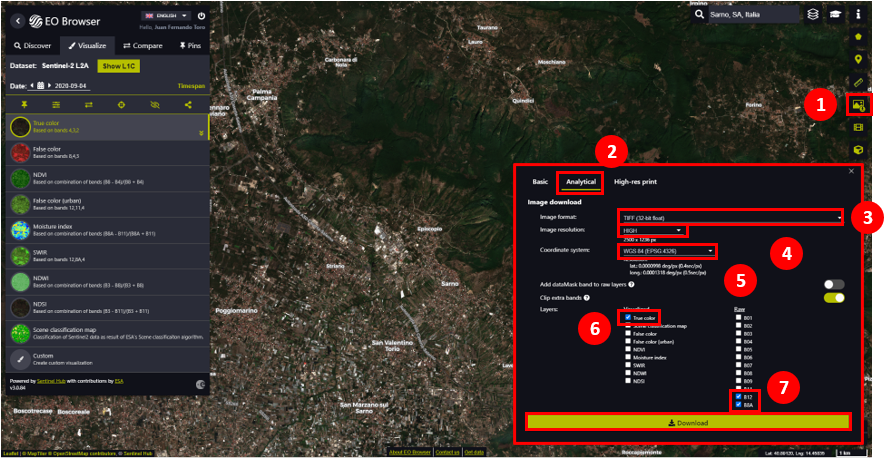 EO Browser
ENGLISH
Hello, Juan Fernando Toro
Discover
Visualize
Compare
Pins
Dataset: Sentinel-2 L2A
Show L1C
Date: 2020-09-04
Timespan
True color
Based on bands 4,3,2
False color
Based on bands 8,4,3
NDVI
Based on combination of bands (B8 - B4)/(B8 + B4)
False color (urban)
Based on bands 12,11,4
Moisture index
Based on combination of bands (B8A - B11)/(B8A + B11)
SWIR
Based on bands 12,8A,4
NDWI
Based on combination of bands (B3 - B8)/(B3 + B8)
NDSI
Based on combination of bands (B3 - B11)/(B3 + B11)
Scene classification map
Classification of Sentinel2 data as result of ESA's Scene classificaiton algorithm.
Custom
Create custom visualization
Powered by Sentinel Hub with contributions by ESA
v3.0.84
Sarno, SA, Italia
Taurano
Lauro
Carbonara di Nola
Moschiano
Palma Campania
Quindici
Forino
Episcopio
Striano
Sarno
Poggiomarino
San Valentino Torio
San Marzano sul Sarno
Boscotrecase
Boscoreale
1
2
3
4
5
6
7
Basic
Analytical
High-res print
Image download
Image format:
TIFF (32-bit float)
Image resolution:
HIGH
2500 x 1236 px
Coordinate system:
WGS 84 (EPSG:4326)
lat.: 0.0000998 deg/px (0.4sec/px)
long.: 0.0001318 deg/px (0.5sec/px)
Add dataMask band to raw layers
Clip extra bands
Layers:
Visualized
Raw
True color
Scene classification map
False color
False color (urban)
NDVI
Moisture index
SWIR
NDWI
NDSI
B01
B02
B03
B04
B05
B06
B07
B08
B09
B12
B8A
Download
Leaflet | © MapTiler © OpenStreetMap contributors, © Sentinel Hub
About EO Browser
Contact us
Get data
1 km